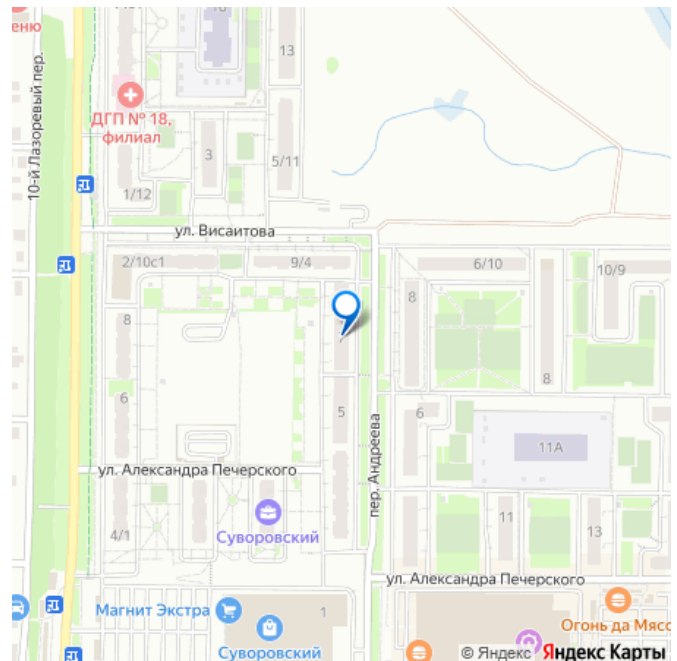 10
13
еню
10-й Лазоревый пер.
ДГП № 18,
филиал
3
5/11
1/12
ул. Висаитова
2/10с1
9/4
6/10
10/9
8
8
8
6
5
6
пер. Андреева
11А
ул. Александра Печерского
11
13
4/1
Суворовский
ул. Александра Печерского
Магнит Экстра
1
Огонь да Мясо
Суворовский
© Яндекс Яндекс Карты